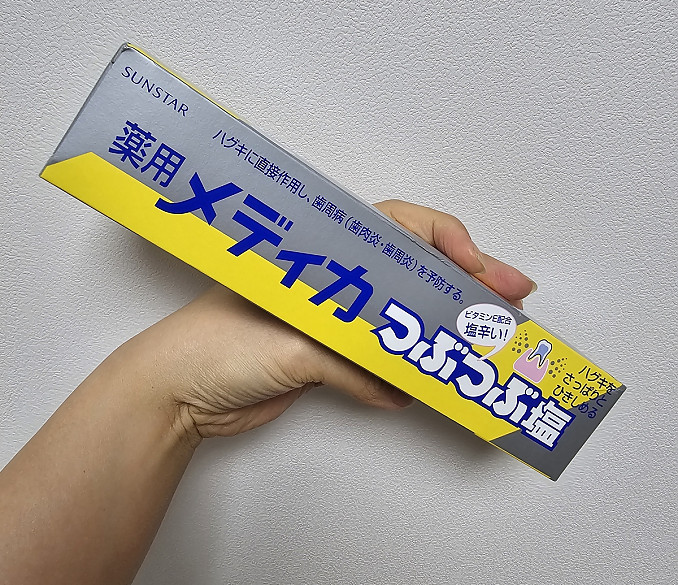 SUNSTAR
ハグキに直接作用し、歯周病(歯肉炎・歯周炎)を予防する。
薬用メディカ
つぶつぶ塩
ビタミンE配合
塩辛い!
ハグキを
さっぱりと
ひきしめる